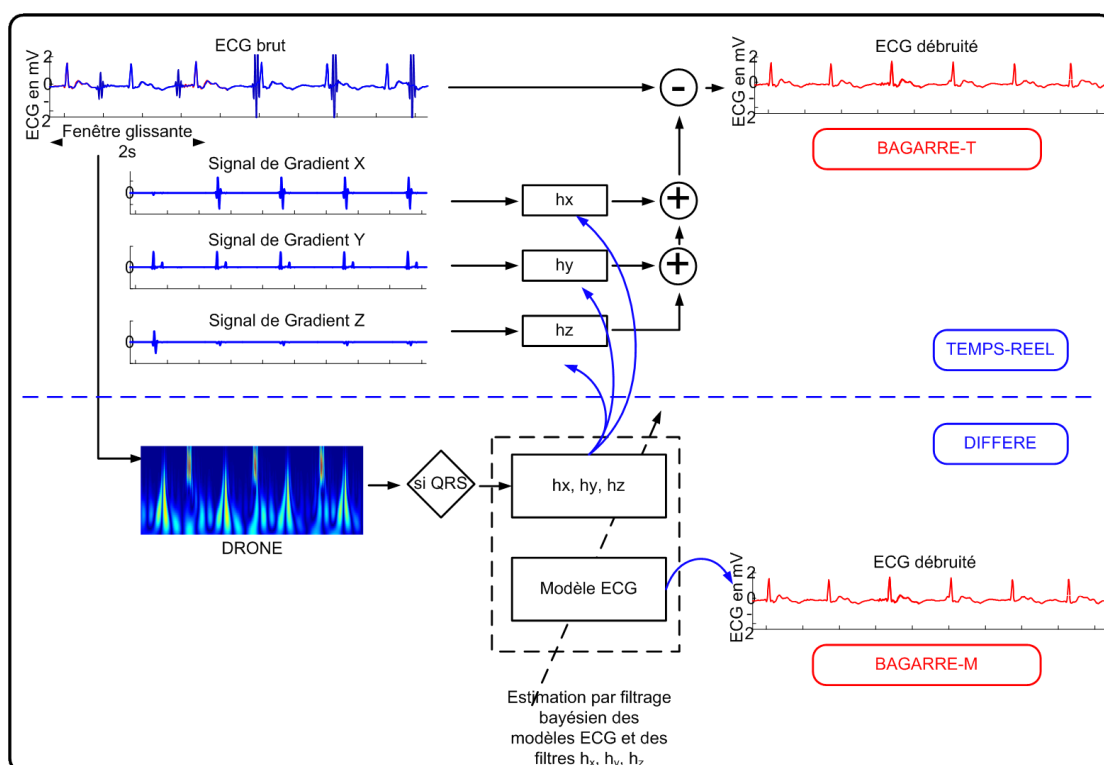 ECG brut
ECG en mV
2
0
-
2
Fenêtre glissante
2s
ECG débruité
ECG en mV
2
0
-
2
-
BAGARRE-T
Signal de Gradient X
0
hx
+
Signal de Gradient Y
0
hy
+
Signal de Gradient Z
0
hz
TEMPS-REEL
DIFFERE
DRONE
si QRS
hx, hy, hz
Modèle ECG
ECG débruité
ECG en mV
2
0
-
2
BAGARRE-M
Estimation par filtrage
bayésien des
modèles ECG et des
filtres hx, hy, hz